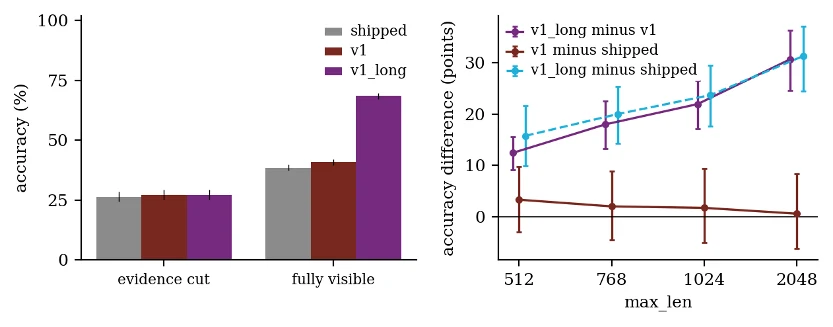 accuracy (%)
100
75
50
25
0
shipped
v1
v1_long
evidence cut
fully visible
accuracy difference (points)
30
20
10
0
v1_long minus v1
v1 minus shipped
v1_long minus shipped
512
768
1024
2048
max_len